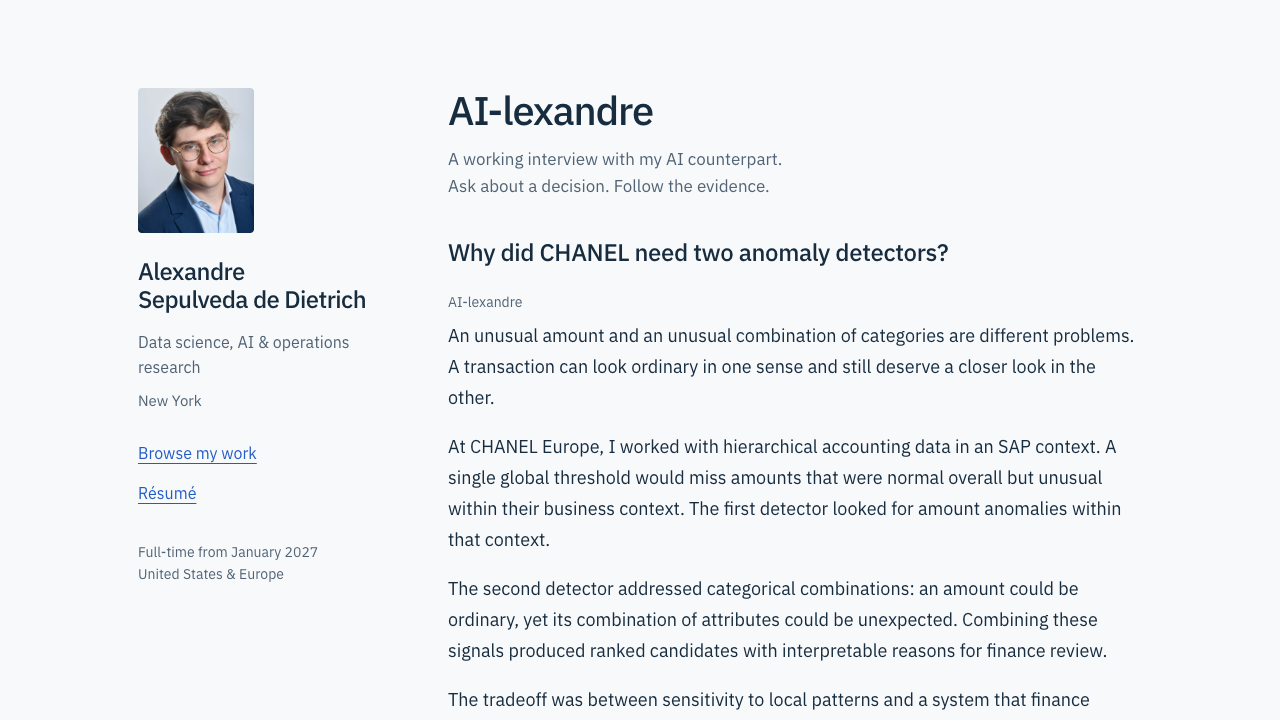 Alexandre
Sepulveda de Dietrich
Data science, AI & operations
research
New York
Browse my work
Résumé
Full-time from January 2027
United States & Europe
AI-lexandre
A working interview with my AI counterpart.
Ask about a decision. Follow the evidence.
Why did CHANEL need two anomaly detectors?
AI-lexandre
An unusual amount and an unusual combination of categories are different problems.
A transaction can look ordinary in one sense and still deserve a closer look in the
other.
At CHANEL Europe, I worked with hierarchical accounting data in an SAP context. A
single global threshold would miss amounts that were normal overall but unusual
within their business context. The first detector looked for amount anomalies within
that context.
The second detector addressed categorical combinations: an amount could be
ordinary, yet its combination of attributes could be unexpected. Combining these
signals produced ranked candidates with interpretable reasons for finance review.
The tradeoff was between sensitivity to local patterns and a system that finance